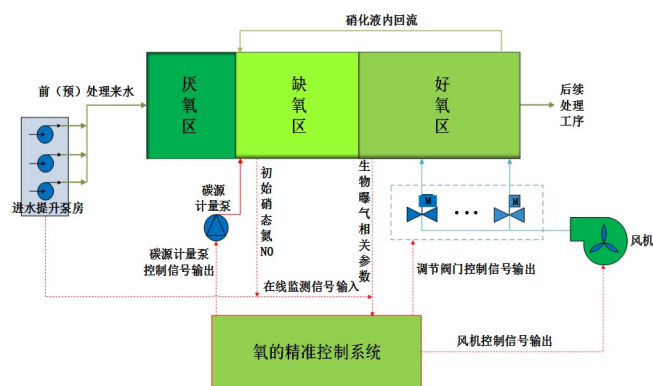 硝化液内回流
前（预）处理来水
厌氧区
缺氧区
好氧区
后续
处理
工序
进水提升泵房
碳源
计量泵
初始硝态氮NO
生物曝气相关参数
M
M
风机
碳源计量泵
控制信号输出
在线监测信号输入
调节阀门控制信号输出
氧的精准控制系统
风机控制信号输出